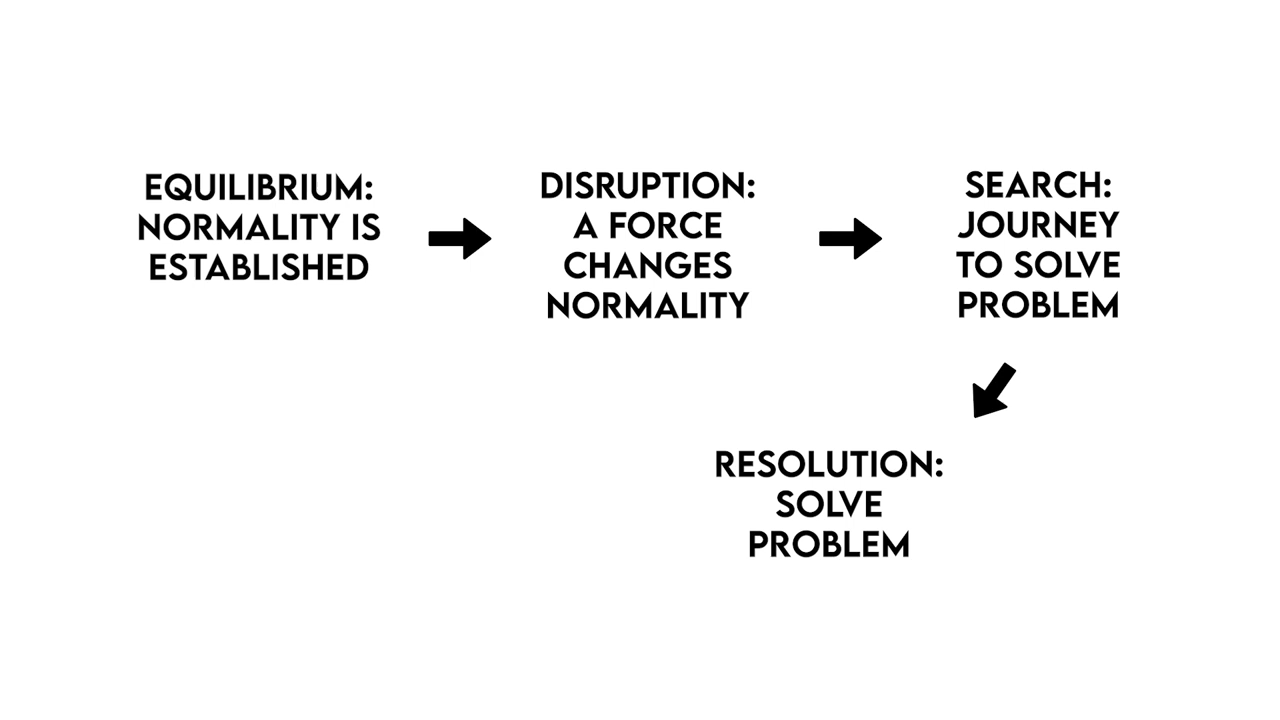 EQUILIBRIUM:
NORMALITY IS
ESTABLISHED
DISRUPTION:
A FORCE
CHANGES
NORMALITY
SEARCH:
JOURNEY
TO SOLVE
PROBLEM
RESOLUTION:
SOLVE
PROBLEM